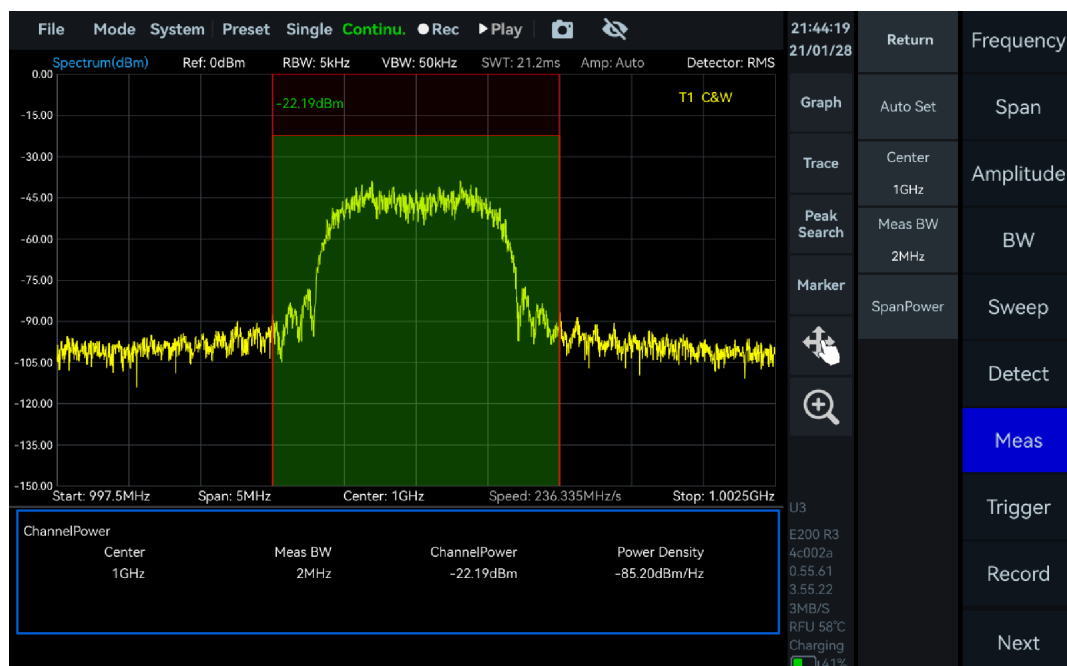 File Mode System Preset Single Continu. Rec Play
21:44:19
21/01/28
Spectrum(dBm) Ref: 0dBm RBW: 5kHz VBW: 50kHz SWT: 21.2ms Amp: Auto Detector: RMS
0.00
-15.00
-30.00
-45.00
-60.00
-75.00
-90.00
-105.00
-120.00
-135.00
-150.00
-22.19dBm
T1 C&W
Start: 997.5MHz Span: 5MHz Center: 1GHz Speed: 236.335MHz/s Stop: 1.0025GHz
ChannelPower
Center Meas BW ChannelPower Power Density
1GHz 2MHz -22.19dBm -85.20dBm/Hz
Graph
Trace
Peak
Search
Marker
U3
E200 R3
4c002a
0.55.61
3.55.22
3MB/S
RFU 58°C
Charging
41%
Return
Auto Set
Center
1GHz
Meas BW
2MHz
SpanPower
Frequency
Span
Amplitude
BW
Sweep
Detect
Meas
Trigger
Record
Next